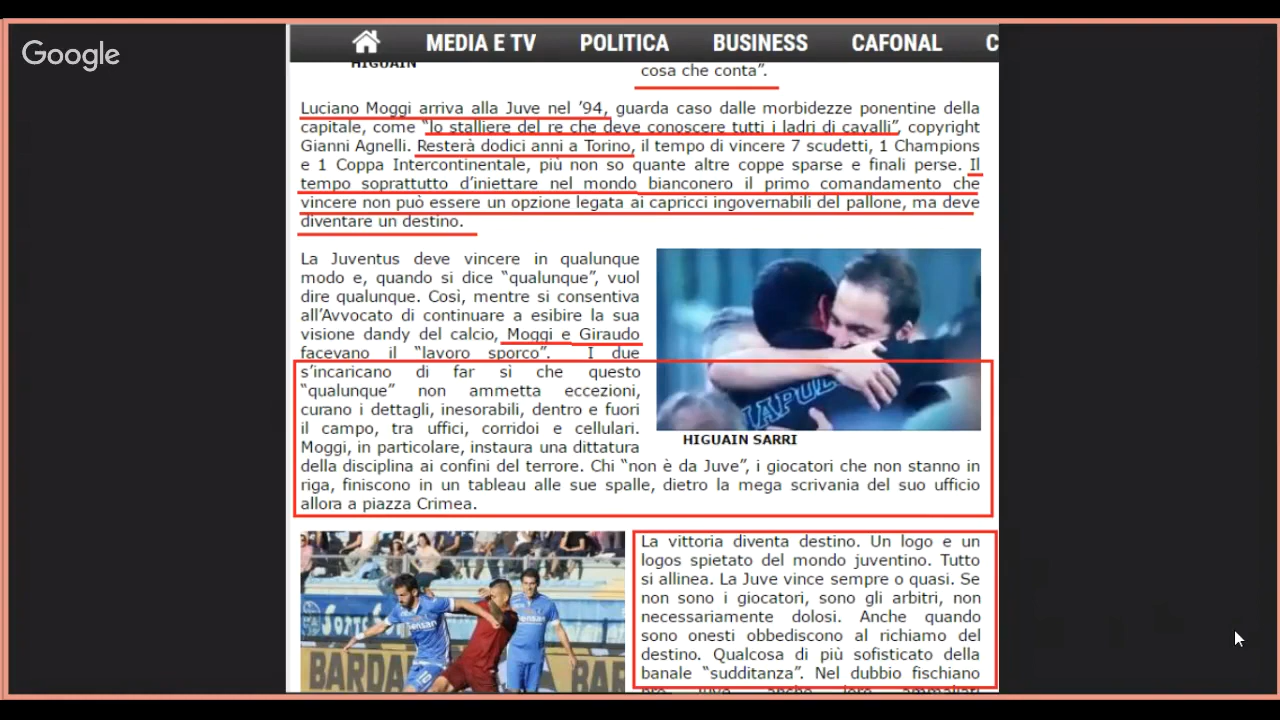 Google
MEDIA E TV POLITICA BUSINESS CAFONAL C
HIGUAIN
cosa che conta”.
Luciano Moggi arriva alla Juve nel ’94, guarda caso dalle morbidezze ponentine della
capitale, come “lo stalliere del re che deve conoscere tutti i ladri di cavalli”, copyright
Gianni Agnelli. Resterà dodici anni a Torino, il tempo di vincere 7 scudetti, 1 Champions
e 1 Coppa Intercontinentale, più non so quante altre coppe sparse e finali perse. Il
tempo soprattutto d’iniettare nel mondo bianconero il primo comandamento che
vincere non può essere un opzione legata ai capricci ingovernabili del pallone, ma deve
diventare un destino.
La Juventus deve vincere in qualunque
modo e, quando si dice “qualunque”, vuol
dire qualunque. Così, mentre si consentiva
all’Avvocato di continuare a esibire la sua
visione dandy del calcio, Moggi e Giraudo
facevano il “lavoro sporco”. I due
s’incaricano di far sì che questo
“qualunque” non ammetta eccezioni,
curano i dettagli, inesorabili, dentro e fuori
il campo, tra uffici, corridoi e cellulari.
Moggi, in particolare, instaura una dittatura
della disciplina ai confini del terrore. Chi “non è da Juve”, i giocatori che non stanno in
riga, finiscono in un tableau alle sue spalle, dietro la mega scrivania del suo ufficio
allora a piazza Crimea.
NAPOL
HIGUAIN SARRI
BARDA
10
La vittoria diventa destino. Un logo e un
logos spietato del mondo juventino. Tutto
si allinea. La Juve vince sempre o quasi. Se
non sono i giocatori, sono gli arbitri, non
necessariamente dolosi. Anche quando
sono onesti obbediscono al richiamo del
destino. Qualcosa di più sofisticato della
banale “sudditanza”. Nel dubbio fischiano
pro Juve, anche loro ammaliati